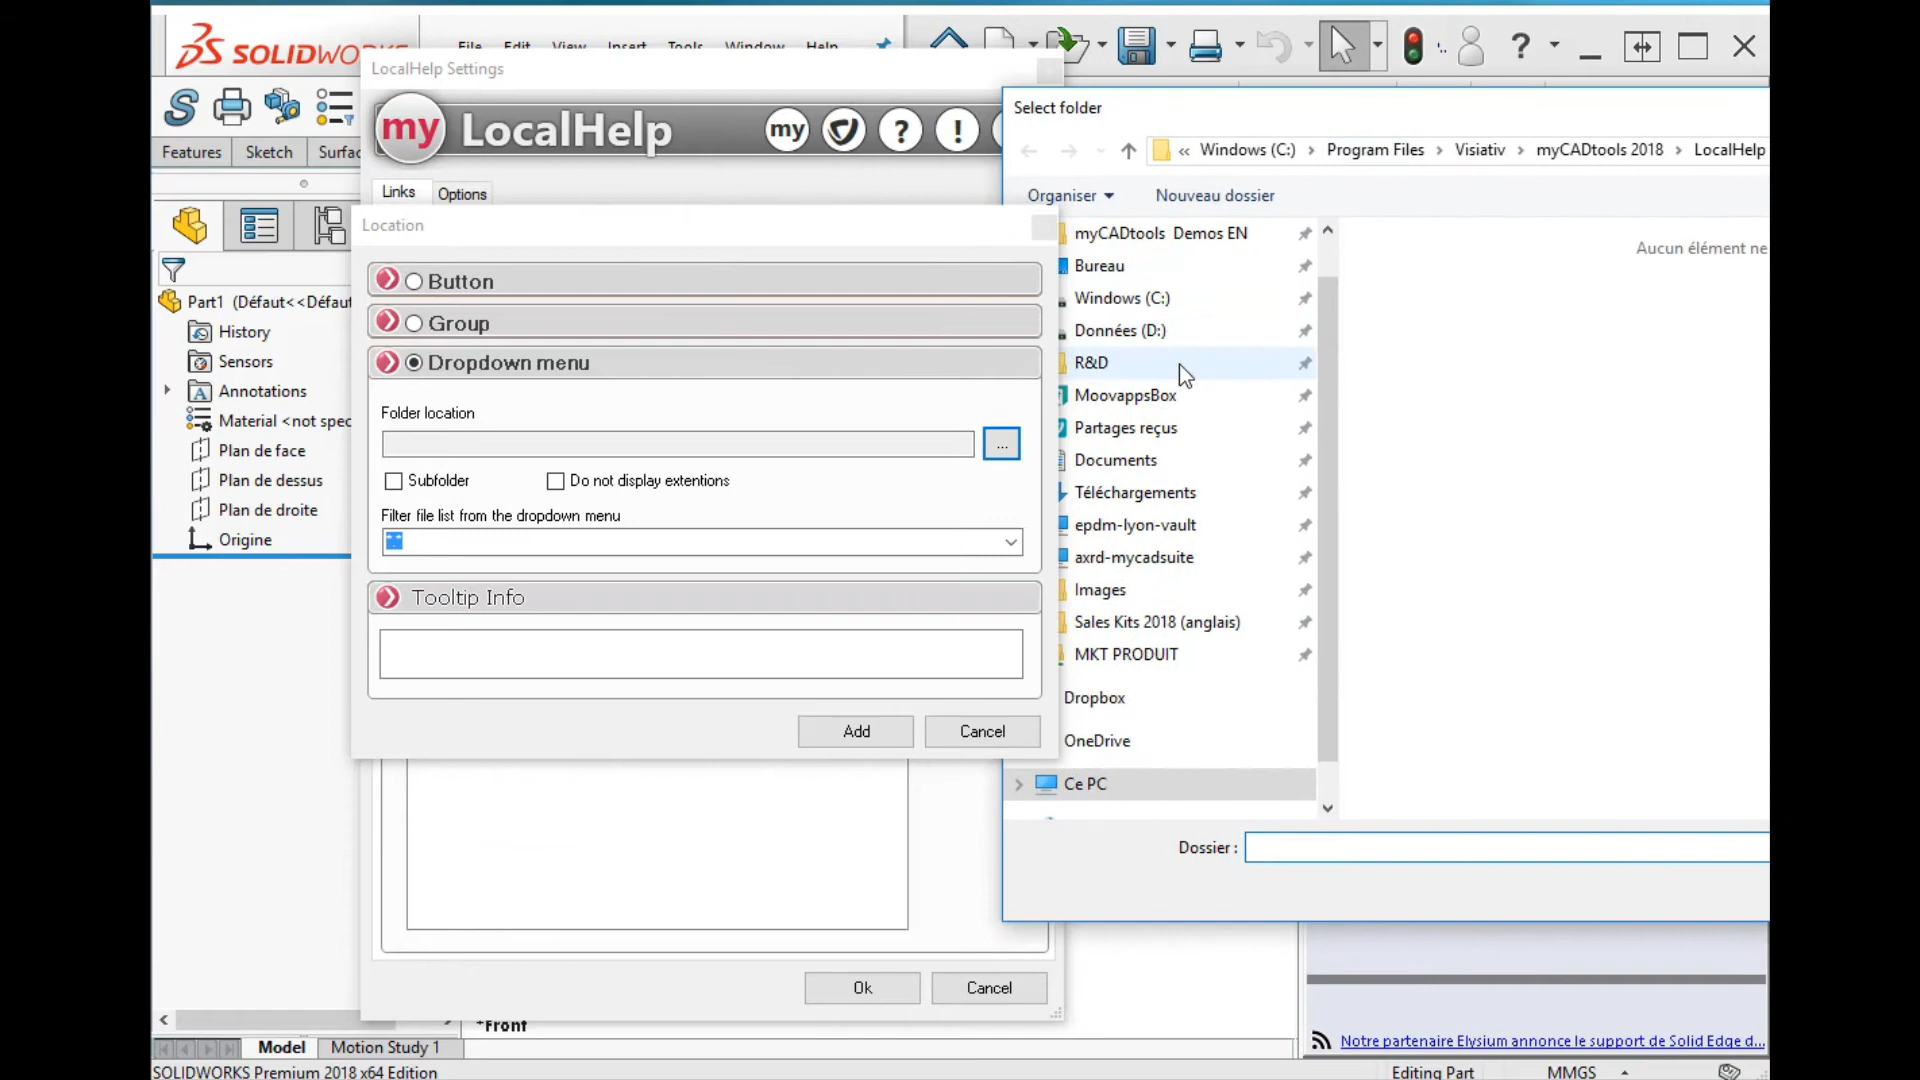 SOLIDWO
File Edit View Insert Tools Window Help
LocalHelp Settings
my LocalHelp my ? !
Links Options
Features Sketch Surfac
Part1 (Défaut<<Défaut
History
Sensors
Annotations
Material <not spec
Plan de face
Plan de dessus
Plan de droite
Origine
Location
Button
Group
Dropdown menu
Folder location
...
Subfolder Do not display extentions
Filter file list from the dropdown menu
*.*
Tooltip Info
Add Cancel
Ok Cancel
Select folder
« Windows (C:) › Program Files › Visiativ › myCADtools 2018 › LocalHelp
Organiser Nouveau dossier
myCADtools Demos EN
Bureau
Windows (C:)
Données (D:)
R&D
MoovappsBox
Partages reçus
Documents
Téléchargements
epdm-lyon-vault
axrd-mycadsuite
Images
Sales Kits 2018 (anglais)
MKT PRODUIT
Dropbox
OneDrive
Ce PC
Aucun élément ne
Dossier :
*Front
Model Motion Study 1
Notre partenaire Elysium annonce le support de Solid Edge d...
SOLIDWORKS Premium 2018 x64 Edition Editing Part MMGS